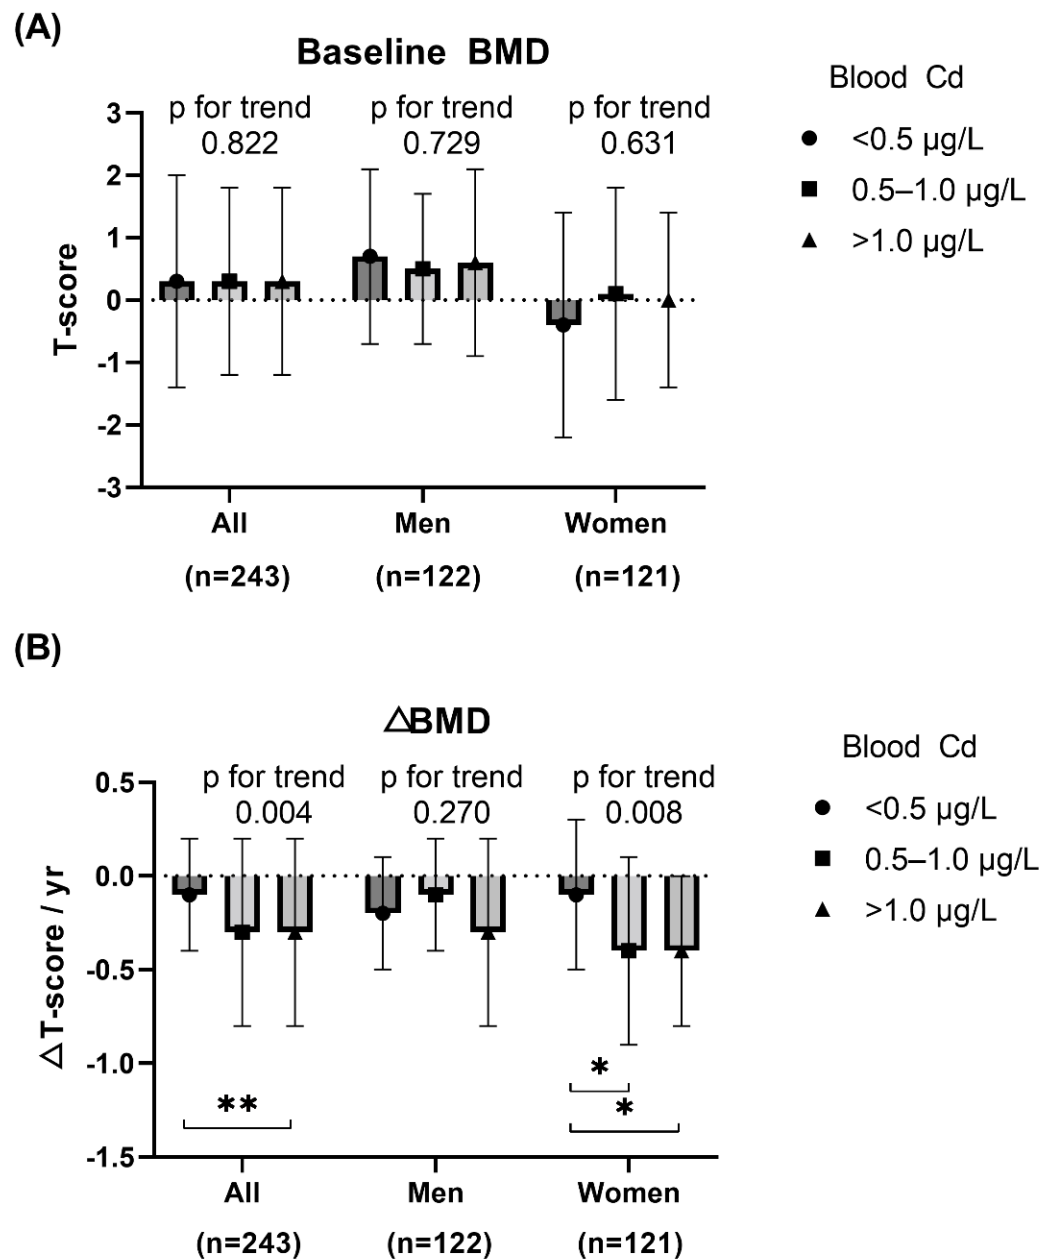 (A)
Baseline BMD
Blood Cd
<0.5 µg/L
0.5–1.0 µg/L
>1.0 µg/L
p for trend
0.822
p for trend
0.729
p for trend
0.631
T-score
3
2
1
0
-1
-2
-3
All
Men
Women
(n=243)
(n=122)
(n=121)
(B)
△BMD
Blood Cd
<0.5 µg/L
0.5–1.0 µg/L
>1.0 µg/L
p for trend
0.004
p for trend
0.270
p for trend
0.008
△T-score / yr
0.5
0.0
-0.5
-1.0
-1.5
**
*
*
All
Men
Women
(n=243)
(n=122)
(n=121)